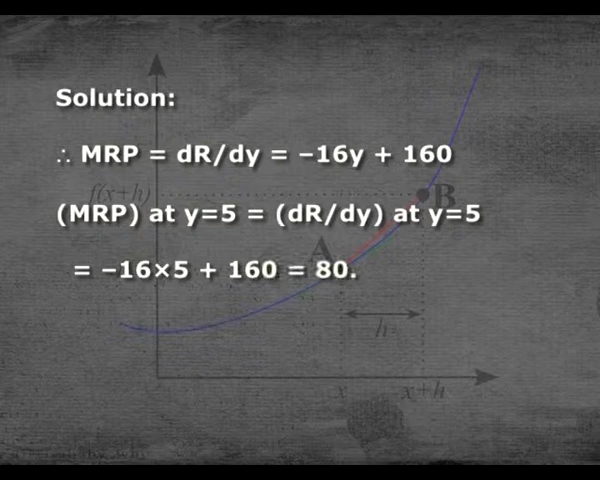 Solution:
∴ MRP = dR/dy = –16y + 160
f(x+h)
B
(MRP) at y=5 = (dR/dy) at y=5
A
= –16×5 + 160 = 80.
h
x x+h